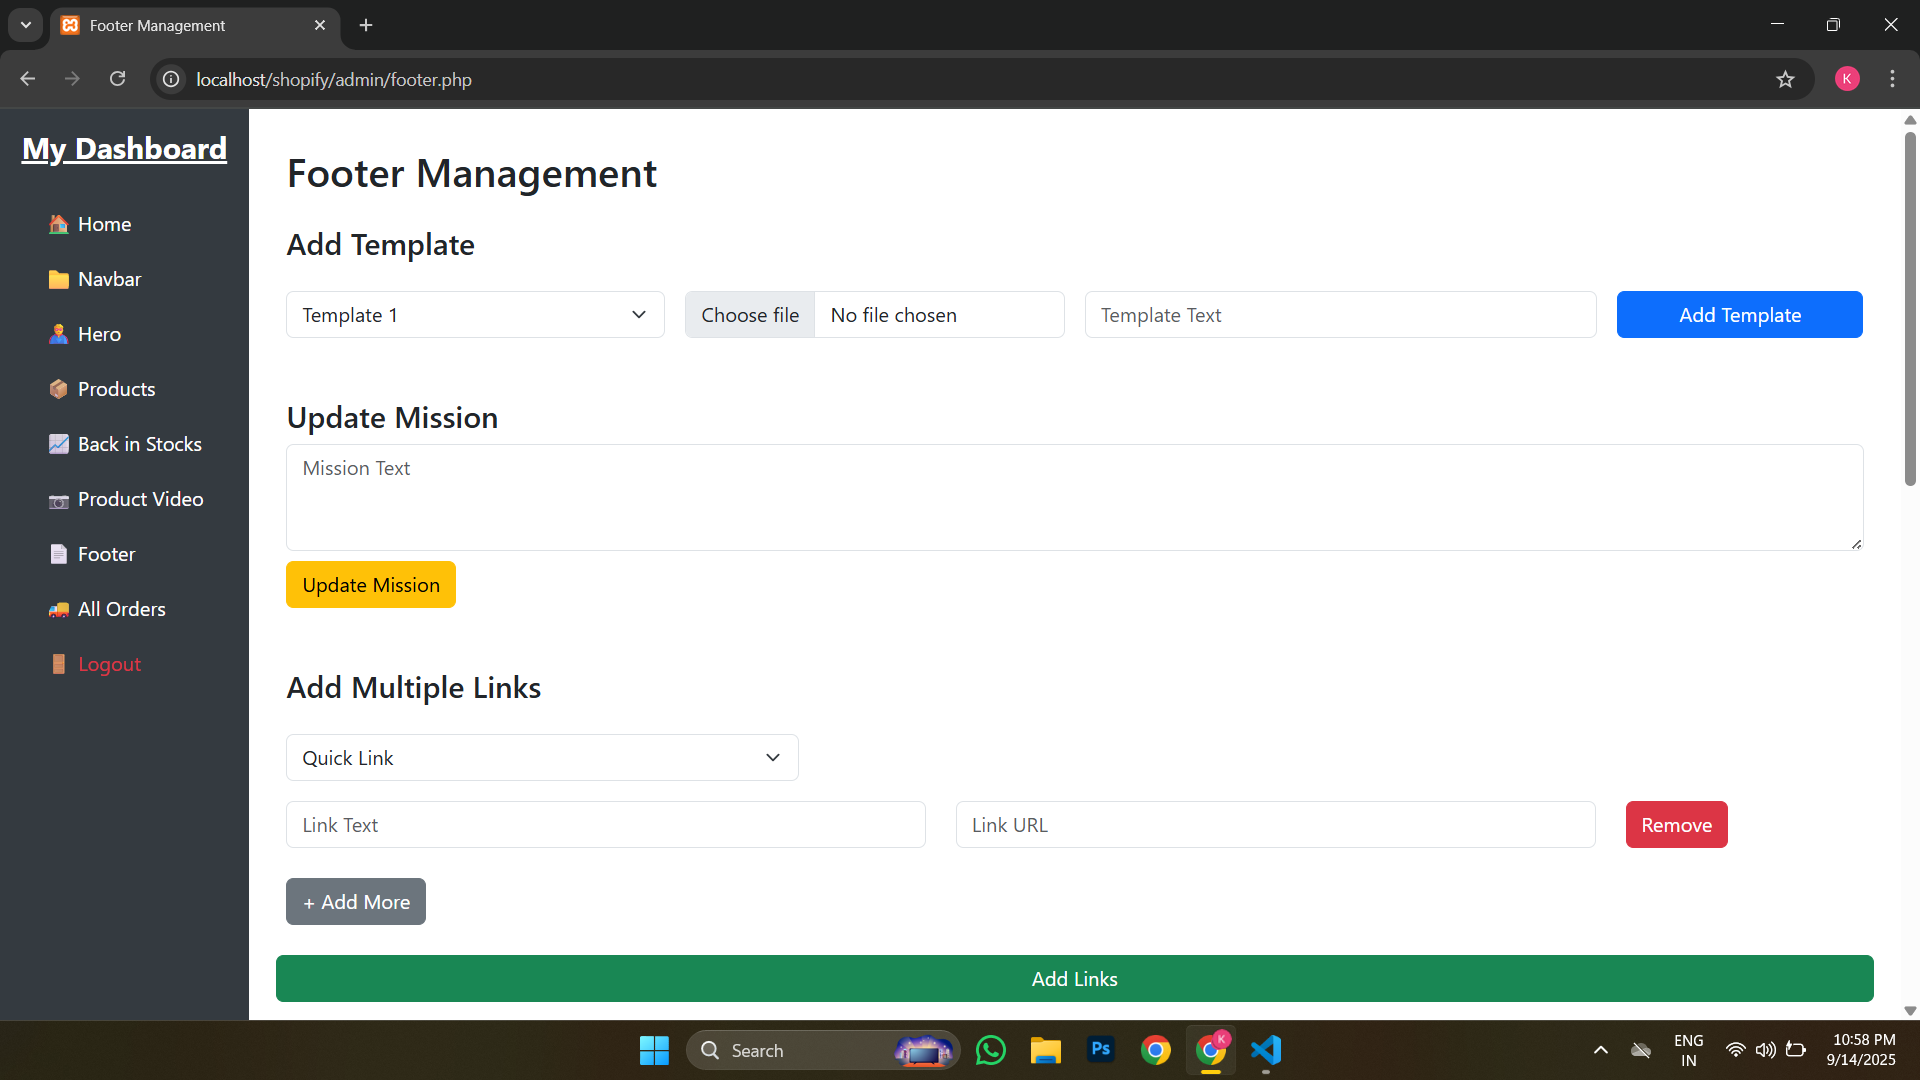 Footer Management
localhost/shopify/admin/footer.php
K
My Dashboard
Home
Navbar
Hero
Products
Back in Stocks
Product Video
Footer
All Orders
Logout
Footer Management
Add Template
Template 1
Choose file No file chosen
Template Text
Add Template
Update Mission
Mission Text
Update Mission
Add Multiple Links
Quick Link
Link Text
Link URL
Remove
+ Add More
Add Links
Search
Ps
K
ENG
IN
10:58 PM
9/14/2025